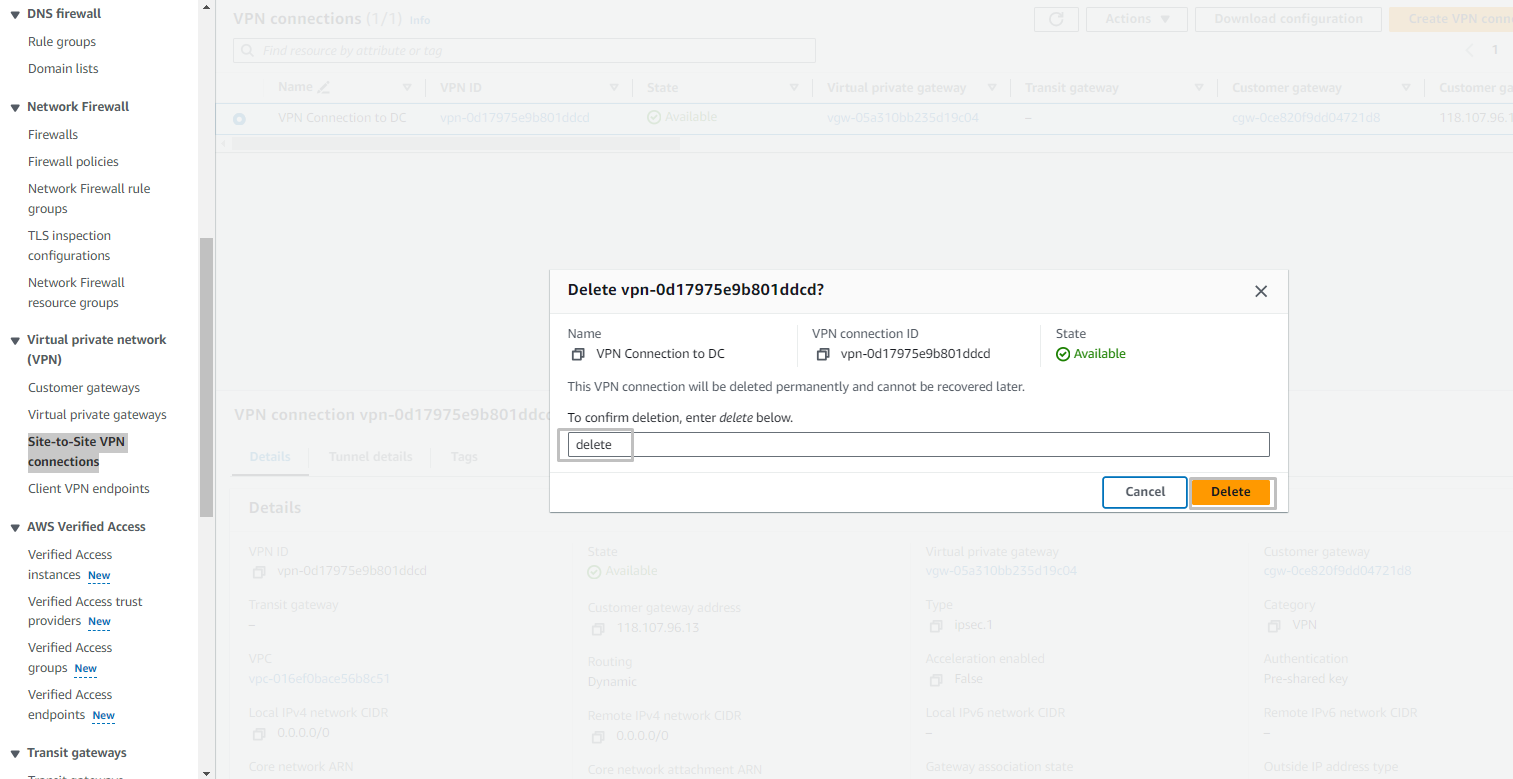 DNS firewall
Rule groups
Domain lists
Network Firewall
Firewalls
Firewall policies
Network Firewall rule
groups
TLS inspection
configurations
Network Firewall
resource groups
Virtual private network
(VPN)
Customer gateways
Virtual private gateways
Site-to-Site VPN
connections
Client VPN endpoints
AWS Verified Access
Verified Access
instances New
Verified Access trust
providers New
Verified Access
groups New
Verified Access
endpoints New
Transit gateways
VPN connections (1/1) Info
Actions
Download configuration
Create VPN conne
Find resource by attribute or tag
1
Name VPN ID State Virtual private gateway Transit gateway Customer gateway Customer ga
VPN Connection to DC vpn-0d17975e9b801ddcd Available vgw-05a310bb235d19c04 – cgw-0ce820f9dd04721d8 118.107.96.1
Delete vpn-0d17975e9b801ddcd?
Name VPN connection ID State
VPN Connection to DC vpn-0d17975e9b801ddcd Available
This VPN connection will be deleted permanently and cannot be recovered later.
To confirm deletion, enter delete below.
delete
Cancel Delete
VPN connection vpn-0d17975e9b801ddc
Details Tunnel details Tags
Details
VPN ID State Virtual private gateway Customer gateway
vpn-0d17975e9b801ddcd Available vgw-05a310bb235d19c04 cgw-0ce820f9dd04721d8
Transit gateway Customer gateway address Type Category
– 118.107.96.13 ipsec.1 VPN
VPC Routing Acceleration enabled Authentication
vpc-016ef0bace56b8c51 Dynamic False Pre-shared key
Local IPv4 network CIDR Remote IPv4 network CIDR Local IPv6 network CIDR Remote IPv6 network CIDR
0.0.0.0/0 0.0.0.0/0 – –
Core network ARN Core network attachment ARN Gateway association state Outside IP address type